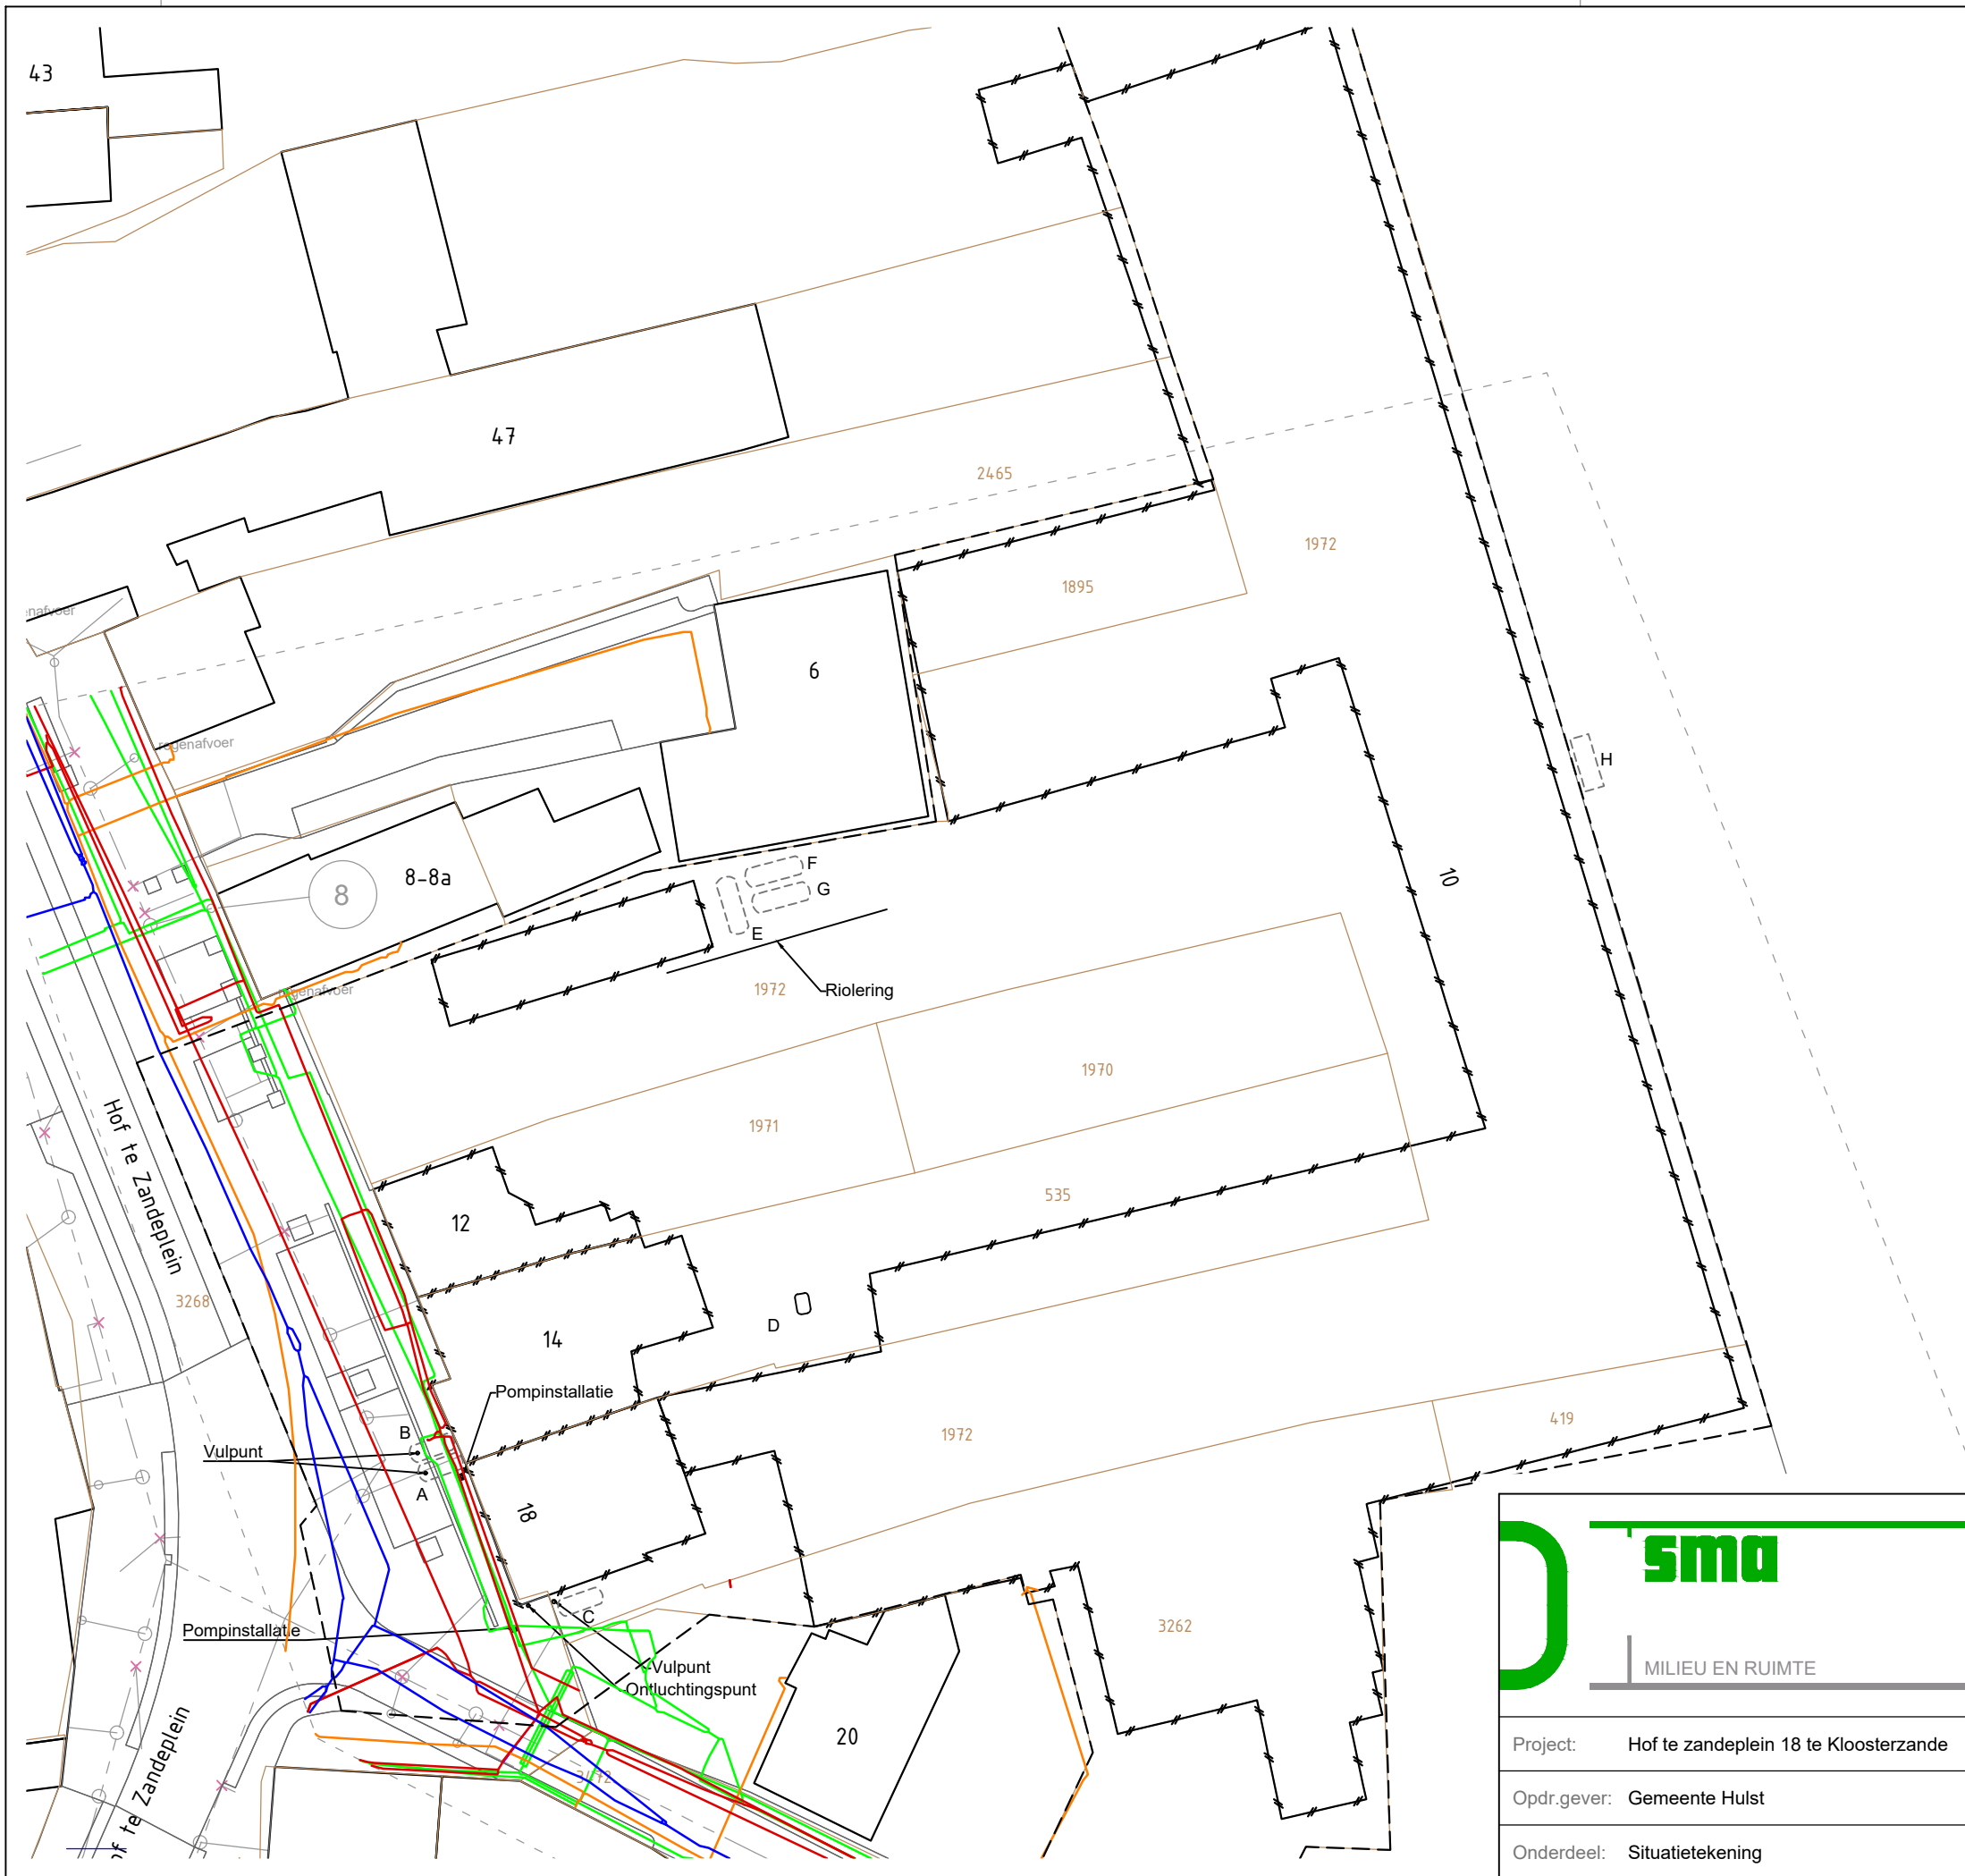 43
47
2465
1972
1895
regenafvoer
6
H
8-8a
8
F
G
E
10
Riolering
1972
regenafvoer
1970
1971
Hof te Zandeplein
535
12
3268
14
D
Pompinstallatie
B
Vulpunt
A
1972
419
18
C
Pompinstallatie
3262
Vulpunt
Ontluchtingspunt
20
Hof te Zandeplein
sma
MILIEU EN RUIMTE
Project: Hof te zandeplein 18 te Kloosterzande
Opdr.gever: Gemeente Hulst
Onderdeel: Situatietekening